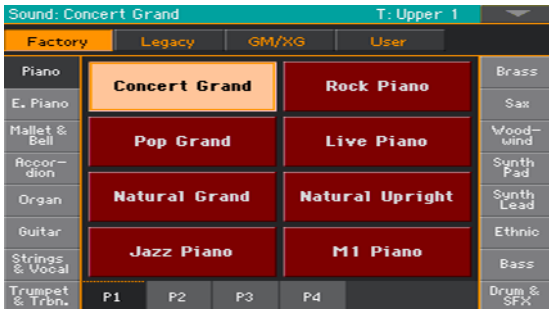 Sound: Concert Grand T: Upper 1
Factory Legacy GM/XG User
Piano
E. Piano
Mallet &
Bell
Accor-
dion
Organ
Guitar
Strings
& Vocal
Trumpet
& Trbn.
Concert Grand Rock Piano
Pop Grand Live Piano
Natural Grand Natural Upright
Jazz Piano M1 Piano
P1 P2 P3 P4
Brass
Sax
Wood-
wind
Synth
Pad
Synth
Lead
Ethnic
Bass
Drum &
SFX